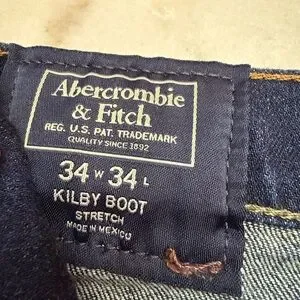 Abercrombie
& Fitch
REG. U.S. PAT. TRADEMARK
QUALITY SINCE 1892
34 W 34 L
KILBY BOOT
STRETCH
MADE IN MEXICO